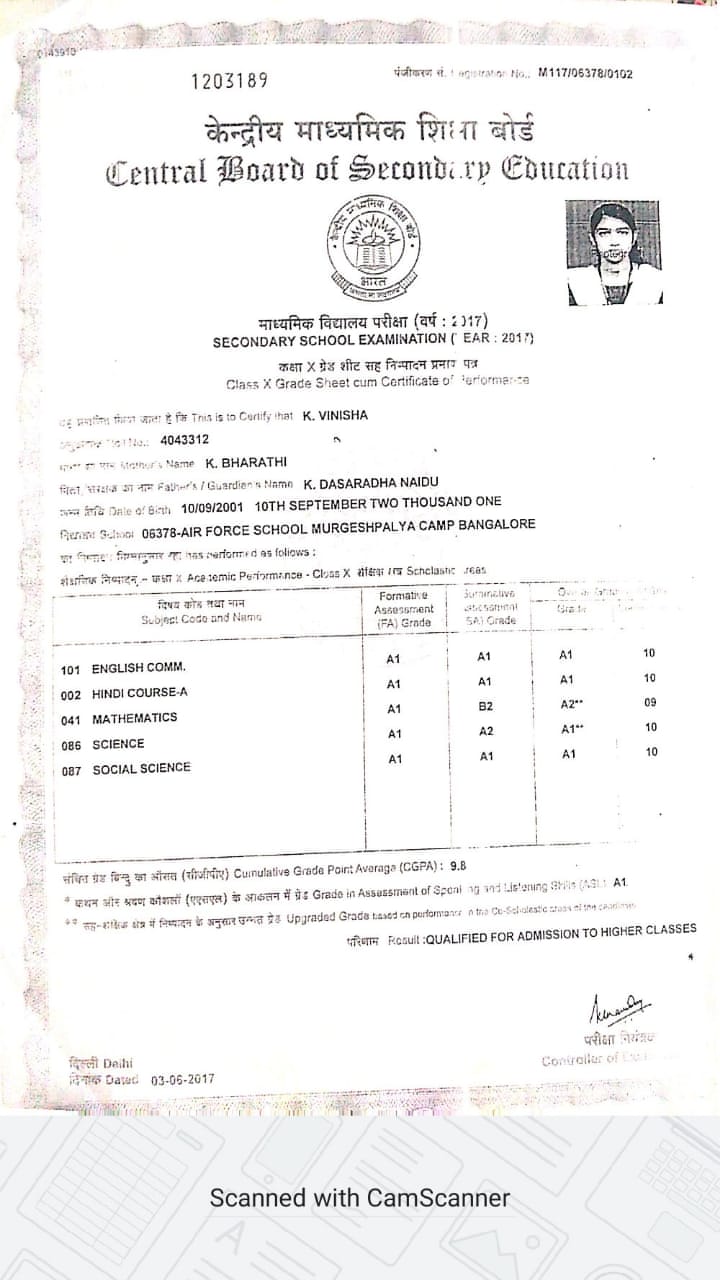 0143910
1203189
पंजीकरण सं. Registration No., M117/06378/0102
केन्द्रीय माध्यमिक शिक्षा बोर्ड
Central Board of Secondary Education
केन्द्रीय माध्यमिक शिक्षा बोर्ड
भारत
माध्यमिक विद्यालय परीक्षा (वर्ष : 2017)
SECONDARY SCHOOL EXAMINATION (YEAR : 2017)
कक्षा X ग्रेड शीट सह निष्पादन प्रमाण पत्र
Class X Grade Sheet cum Certificate of Performance
यह प्रमाणित किया जाता है कि This is to Certify that K. VINISHA
अनुक्रमांक Roll No.: 4043312
माता का नाम Mother's Name K. BHARATHI
पिता/संरक्षक का नाम Father's / Guardian's Name K. DASARADHA NAIDU
जन्म तिथि Date of Birth 10/09/2001 10TH SEPTEMBER TWO THOUSAND ONE
विद्यालय School 06378-AIR FORCE SCHOOL MURGESHPALYA CAMP BANGALORE
का निष्पादन निम्नानुसार रहा has performed as follows :
शैक्षणिक निष्पादन – कक्षा X Academic Performance - Class X शैक्षिक क्षेत्र Scholastic Areas
विषय कोड तथा नाम Subject Code and Name Formative Assessment (FA) Grade Summative Assessment (SA) Grade Overall Grade Grade
101 ENGLISH COMM. A1 A1 A1 10
002 HINDI COURSE-A A1 A1 A1 10
041 MATHEMATICS A1 B2 A2** 09
086 SCIENCE A1 A2 A1** 10
087 SOCIAL SCIENCE A1 A1 A1 10
संचित ग्रेड बिन्दु का औसत (सीजीपीए) Cumulative Grade Point Average (CGPA) : 9.8
* कथन और श्रवण कौशलों (एएसएल) के आकलन में ग्रेड Grade in Assessment of Speaking and Listening Skills (ASL): A1
** सह-शैक्षिक क्षेत्र में निष्पादन के अनुसार उन्नत ग्रेड Upgraded Grade based on performance in the Co-Scholastic areas of the candidate
परिणाम Result :QUALIFIED FOR ADMISSION TO HIGHER CLASSES
परीक्षा नियंत्रक
Controller of
दिल्ली Delhi
दिनांक Dated 03-06-2017
Scanned with CamScanner